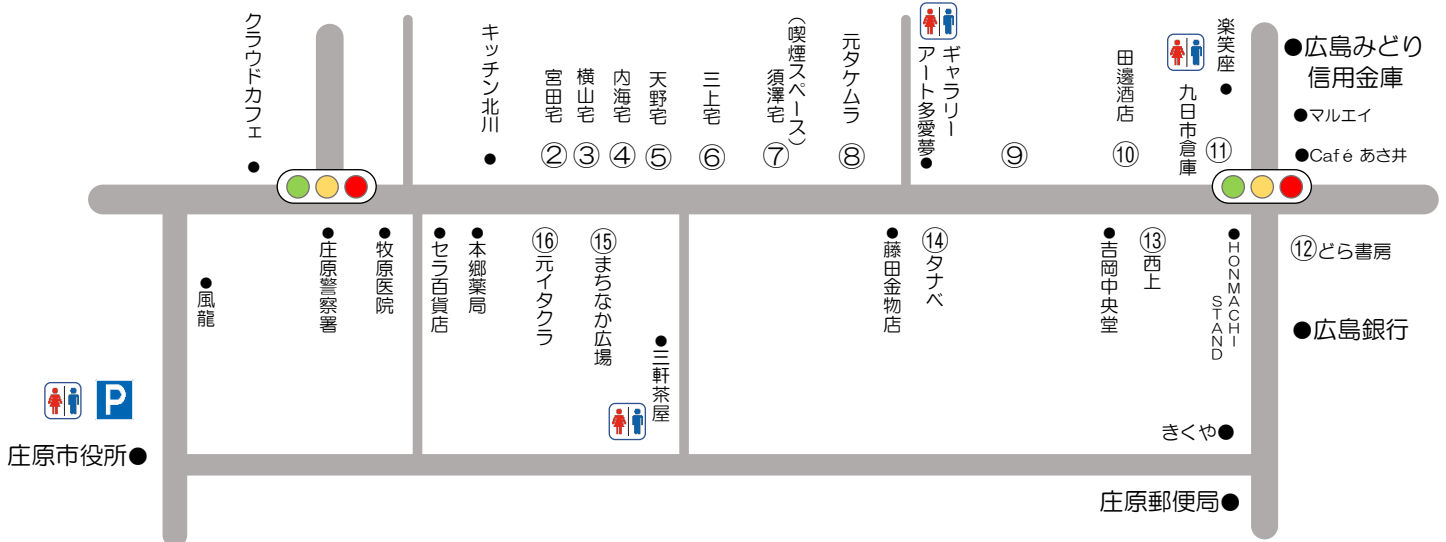 クラウドカフェ
キッチン北川
宮田宅
②
横山宅
③
内海宅
④
天野宅
⑤
三上宅
⑥
須澤宅
(喫煙スペース)
⑦
元タケムラ
⑧
ギャラリー
アート多愛夢
⑨
田邊酒店
⑩
九日市倉庫
楽笑座
⑪
広島みどり
信用金庫
マルエイ
Café あさ井
風龍
庄原警察署
牧原医院
セラ百貨店
本郷薬局
⑯元イタクラ
⑮まちなか広場
三軒茶屋
藤田金物店
⑭タナベ
吉岡中央堂
⑬西上
HONMACHI
STAND
⑫どら書房
広島銀行
P
庄原市役所
きくや
庄原郵便局